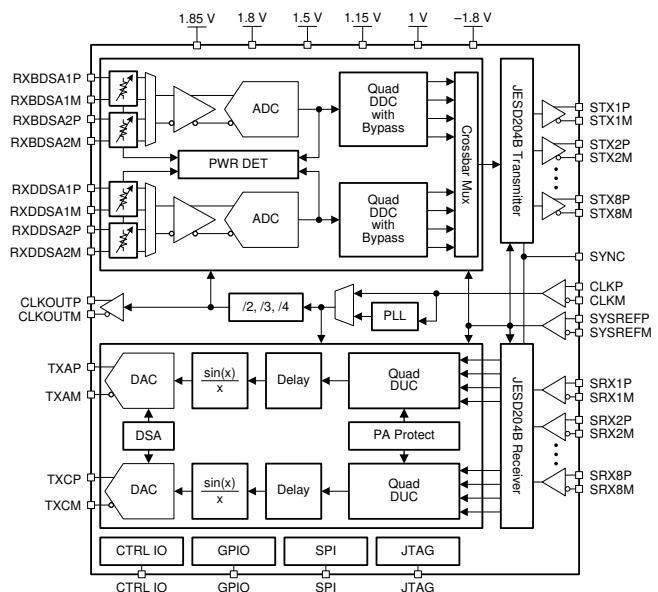 1.85 V
1.8 V
1.5 V
1.15 V
1 V
–1.8 V
RXBDSA1P
RXBDSA1M
RXBDSA2P
RXBDSA2M
RXDDSA1P
RXDDSA1M
RXDDSA2P
RXDDSA2M
ADC
PWR DET
ADC
Quad
DDC
with
Bypass
Quad
DDC
with
Bypass
Crossbar Mux
JESD204B Transmitter
STX1P
STX1M
STX2P
STX2M
STX8P
STX8M
SYNC
CLKOUTP
CLKOUTM
/2, /3, /4
PLL
CLKP
CLKM
SYSREFP
SYSREFM
TXAP
TXAM
DAC
sin(x)
x
Delay
Quad
DUC
DSA
PA Protect
TXCP
TXCM
DAC
sin(x)
x
Delay
Quad
DUC
JESD204B Receiver
SRX1P
SRX1M
SRX2P
SRX2M
SRX8P
SRX8M
CTRL IO
GPIO
SPI
JTAG
CTRL IO
GPIO
SPI
JTAG